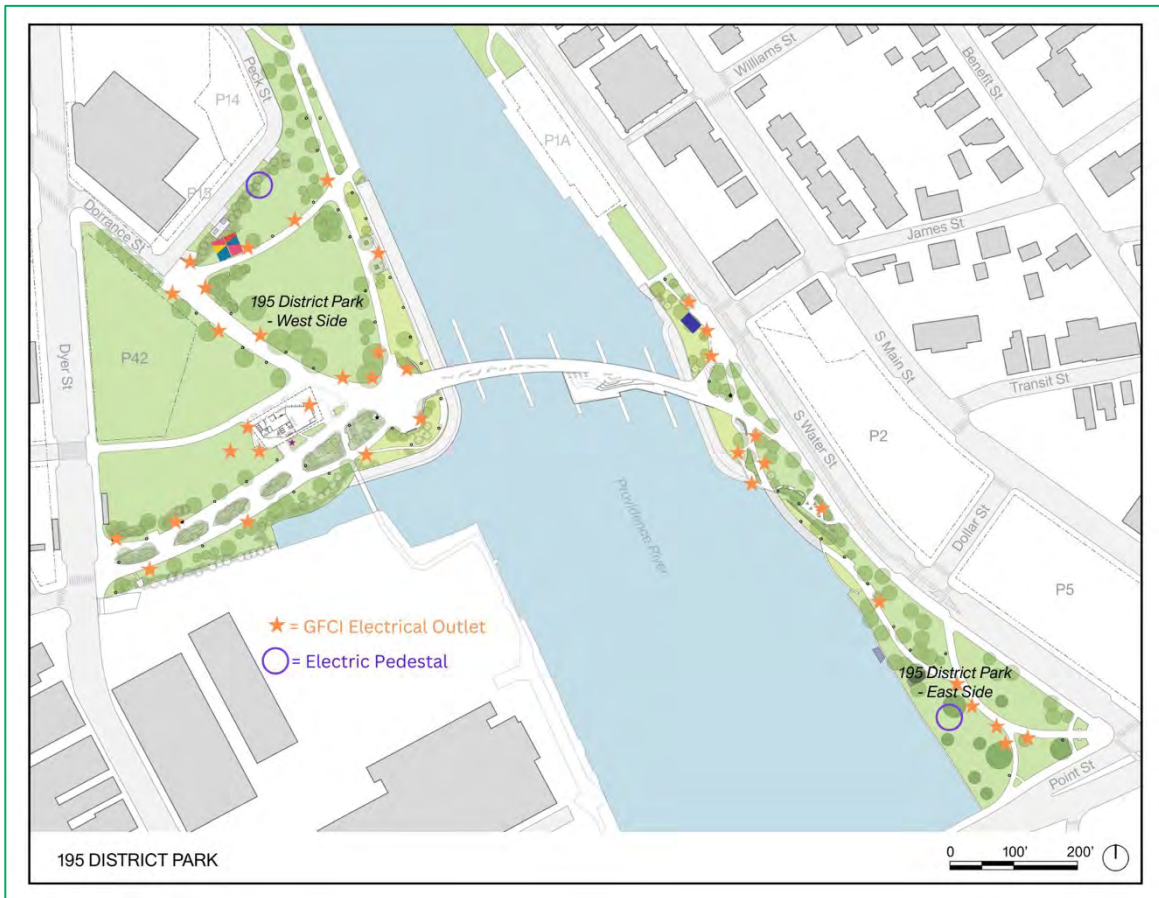 Peck St
P14
P15
Dorrance St
P1A
Williams St
Benefit St
James St
195 District Park
- West Side
P42
Dyer St
S Main St
Transit St
S Water St
P2
Providence River
Dollar St
P5
★ = GFCI Electrical Outlet
= Electric Pedestal
195 District Park
- East Side
Point St
195 DISTRICT PARK
0 100' 200'